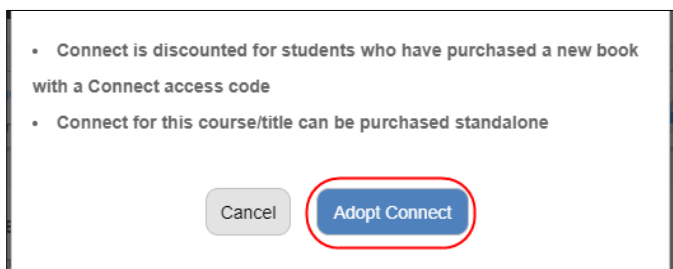 • Connect is discounted for students who have purchased a new book
with a Connect access code
• Connect for this course/title can be purchased standalone
Cancel Adopt Connect